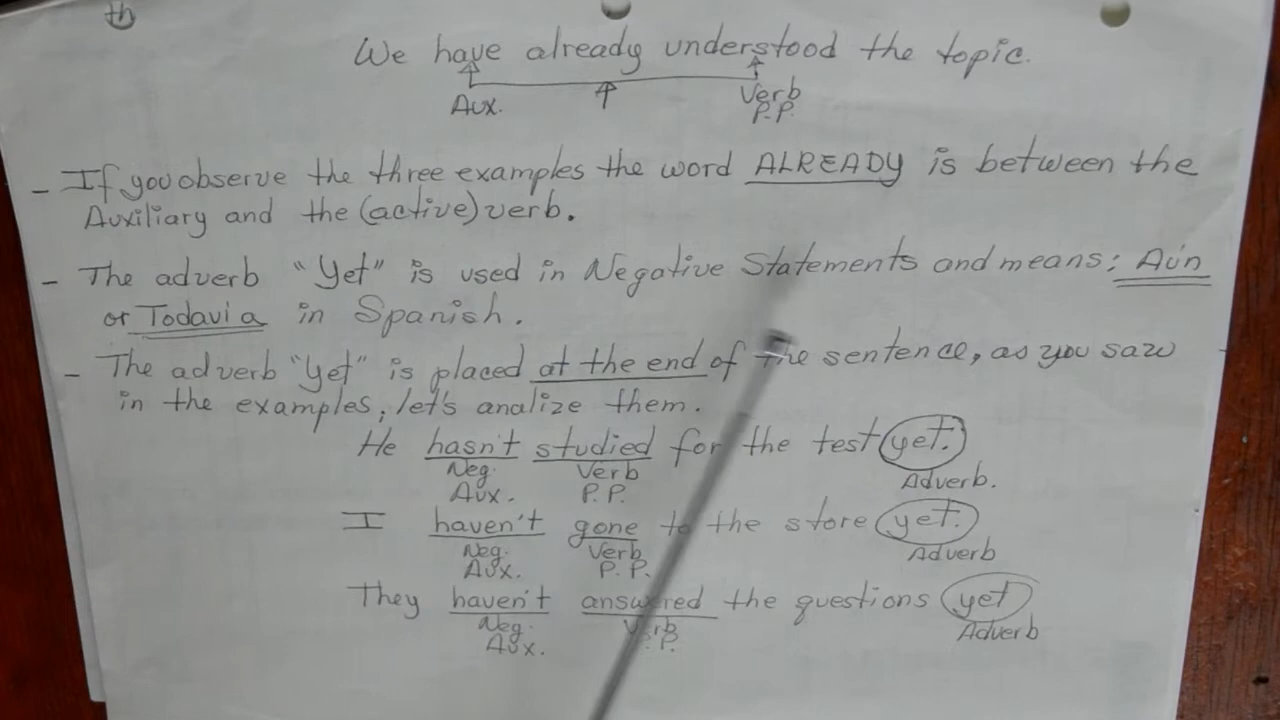 th
We have already understood the topic.
Aux. Verb
P.P.
- If you observe the three examples the word ALREADY is between the
Auxiliary and the (active) verb.
- The adverb "Yet" is used in Negative Statements and means: Aún
or Todavia in Spanish.
- The adverb "Yet" is placed at the end of the sentence, as you saw
in the examples, let's analize them.
He hasn't studied for the test yet.
Neg. Verb Adverb.
Aux. P.P.
I haven't gone to the store yet.
Neg. Verb Adverb
Aux. P.P.
They haven't answered the questions yet
Neg. Verb Adverb
Aux. P.P.